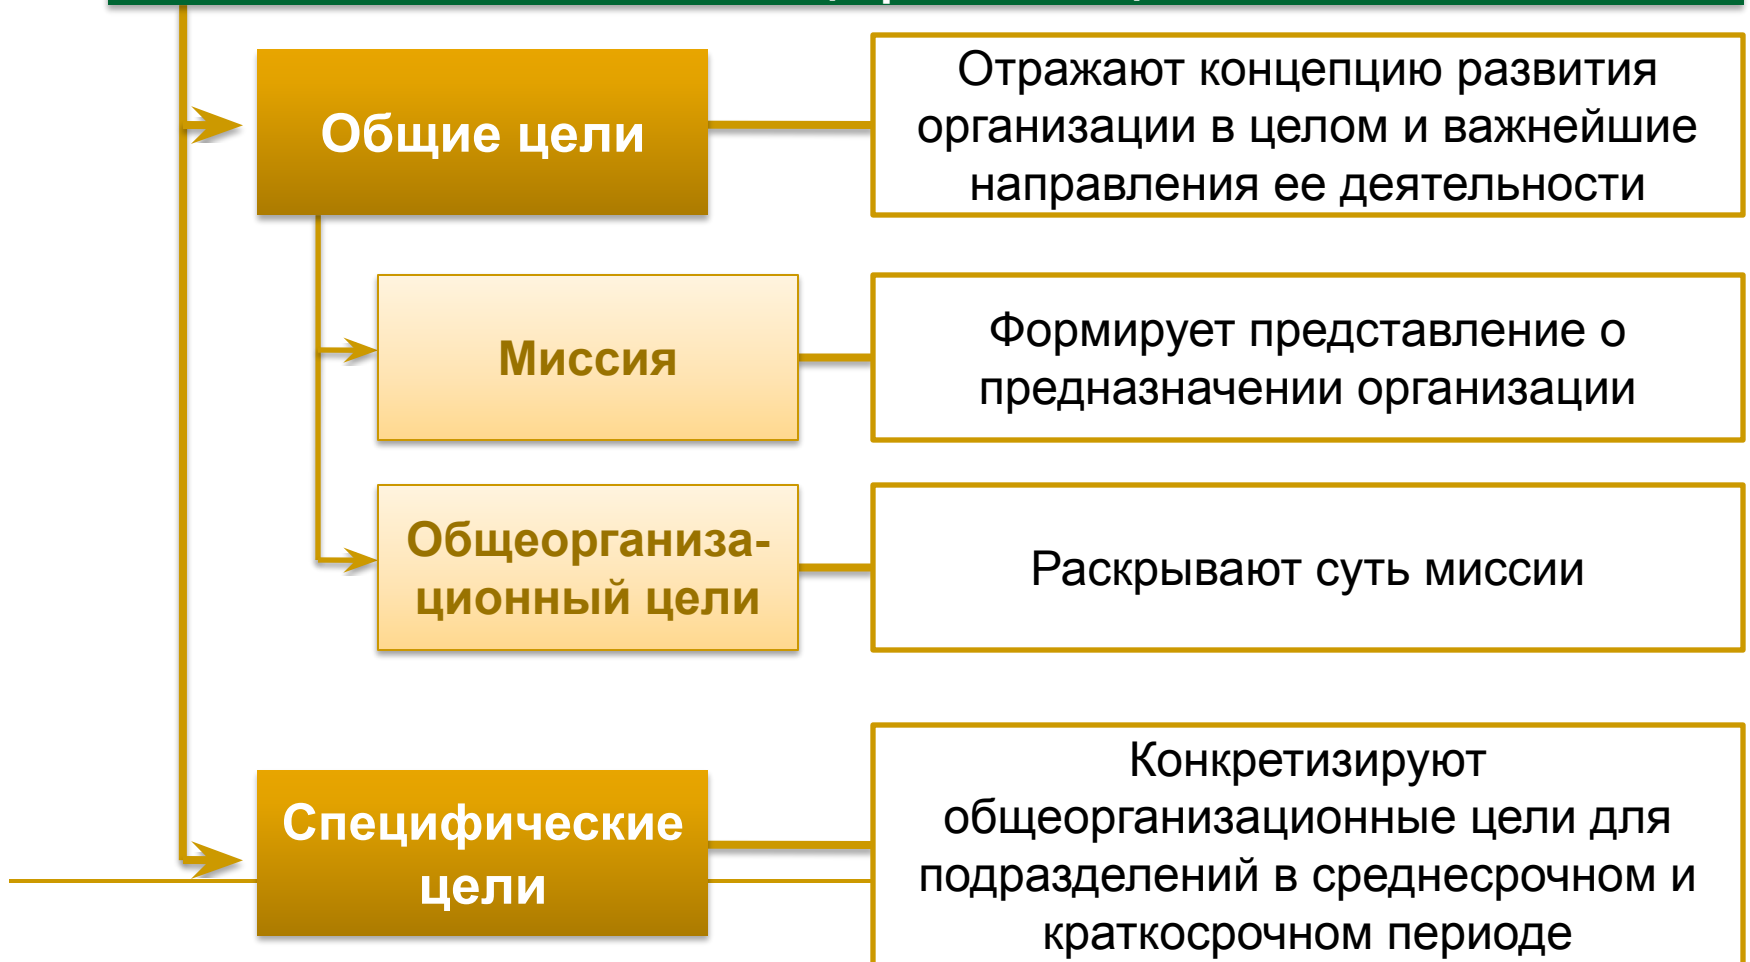 Общие цели
Отражают концепцию развития
организации в целом и важнейшие
направления ее деятельности
Миссия
Формирует представление о
предназначении организации
Общеорганиза-
ционный цели
Раскрывают суть миссии
Специфические
цели
Конкретизируют
общеорганизационные цели для
подразделений в среднесрочном и
краткосрочном периоде